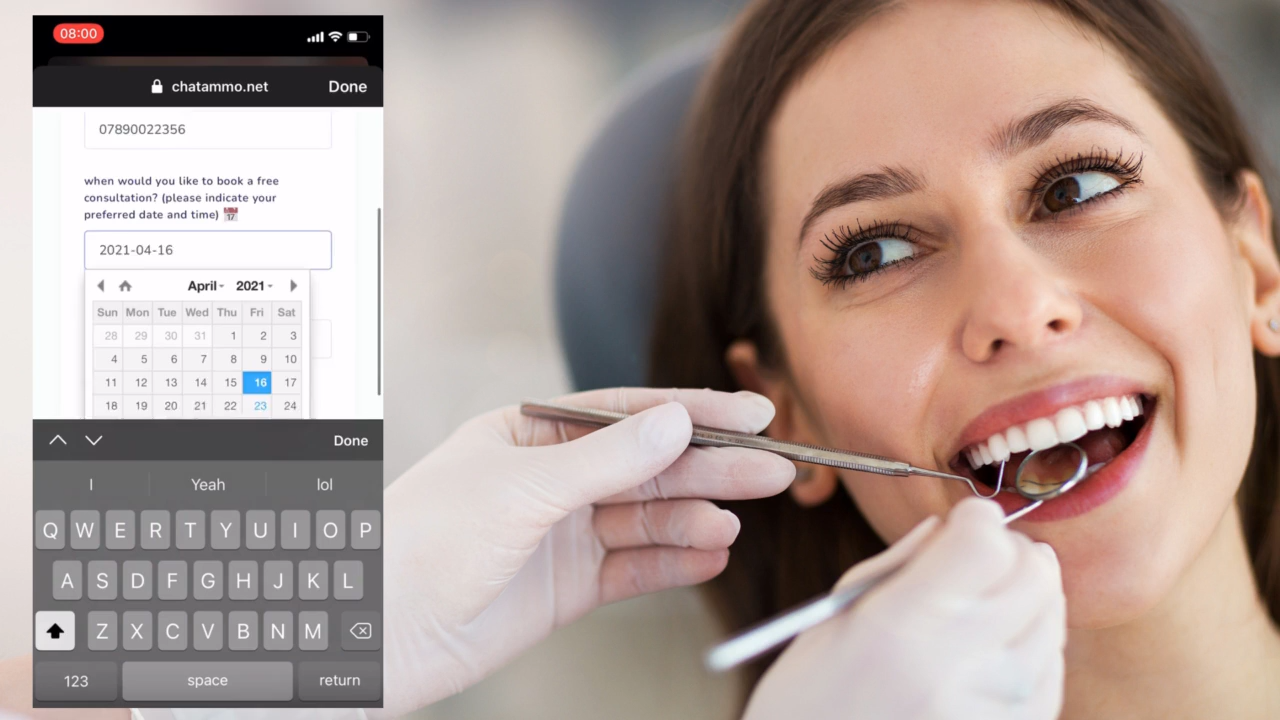 08:00
chatammo.net
Done
07890022356
when would you like to book a free
consultation? (please indicate your
preferred date and time)
2021-04-16
April 2021
Sun Mon Tue Wed Thu Fri Sat
28 29 30 31 1 2 3
4 5 6 7 8 9 10
11 12 13 14 15 16 17
18 19 20 21 22 23 24
Done
I Yeah lol
Q W E R T Y U I O P
A S D F G H J K L
Z X C V B N M
123 space return